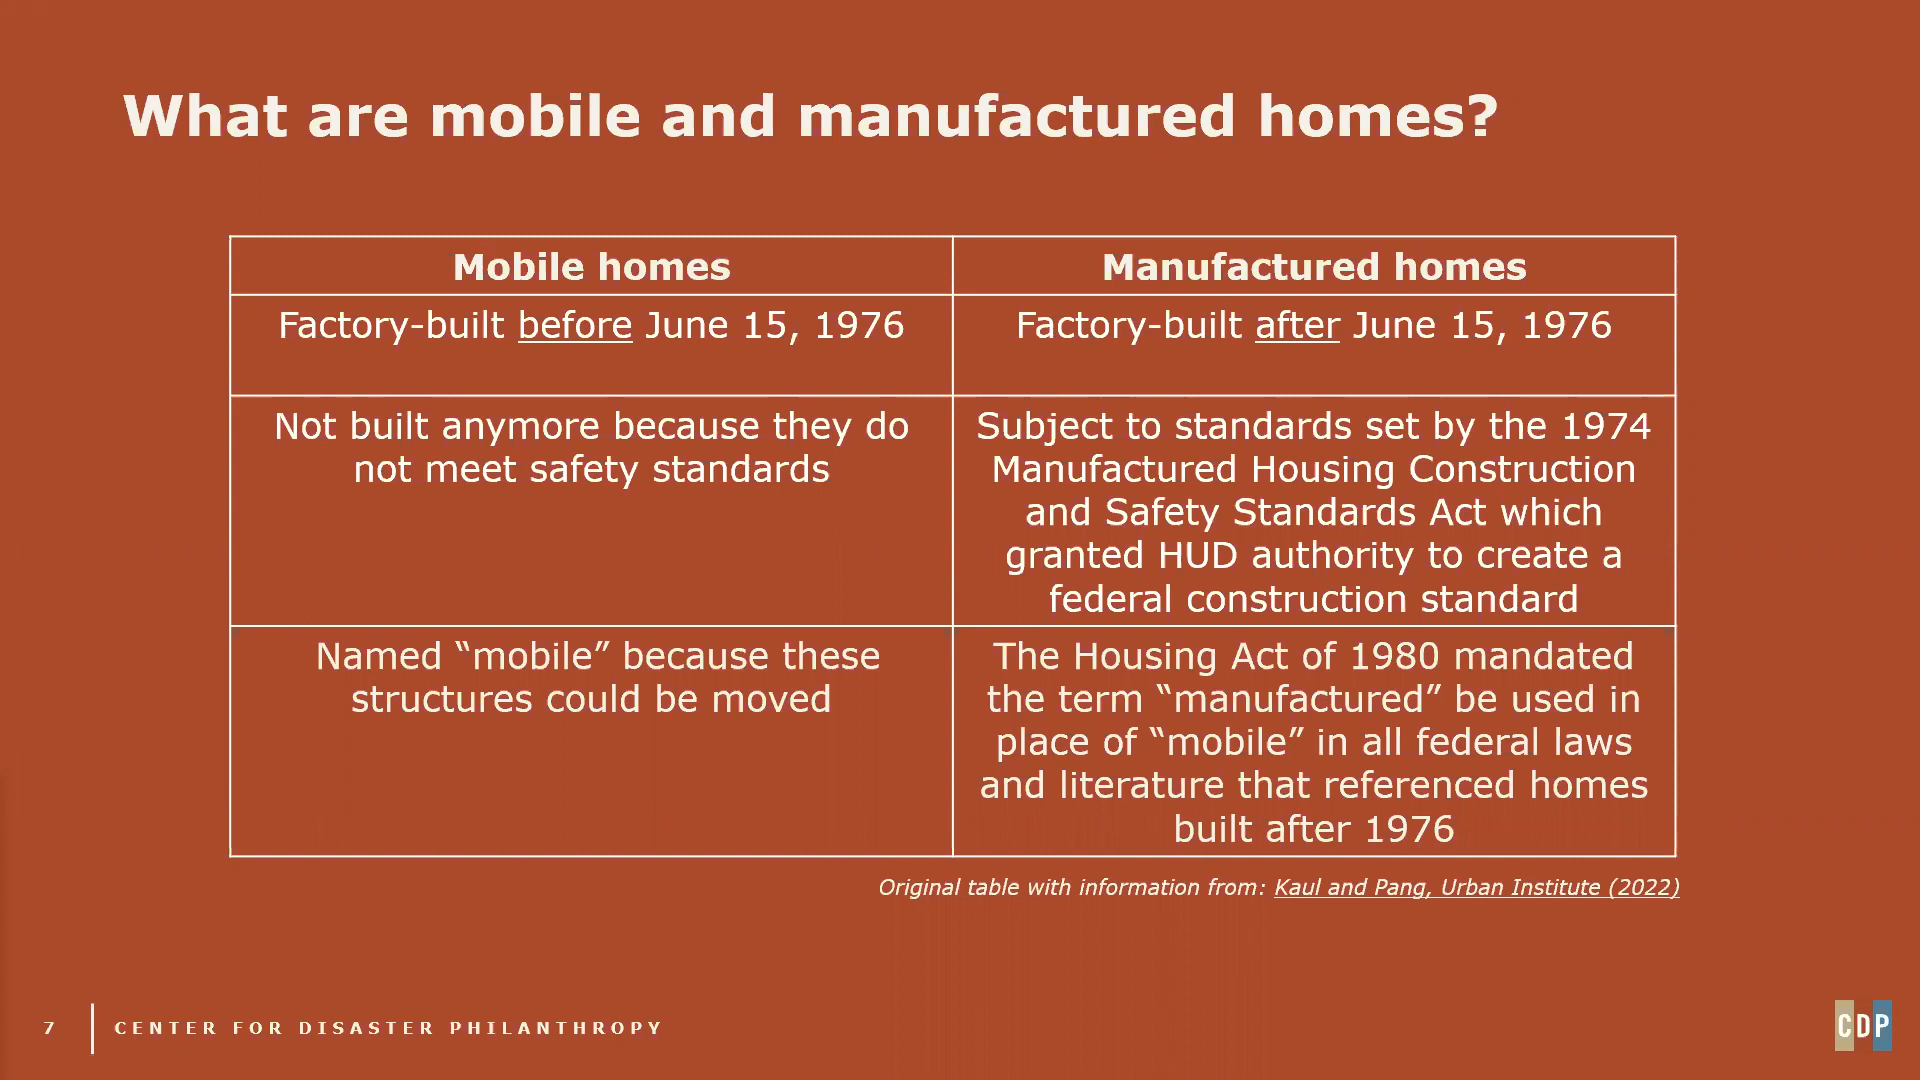 What are mobile and manufactured homes?
Mobile homes
Manufactured homes
Factory-built before June 15, 1976
Factory-built after June 15, 1976
Not built anymore because they do
not meet safety standards
Subject to standards set by the 1974
Manufactured Housing Construction
and Safety Standards Act which
granted HUD authority to create a
federal construction standard
Named “mobile” because these
structures could be moved
The Housing Act of 1980 mandated
the term “manufactured” be used in
place of “mobile” in all federal laws
and literature that referenced homes
built after 1976
Original table with information from: Kaul and Pang, Urban Institute (2022)
7
CENTER FOR DISASTER PHILANTHROPY
CDP